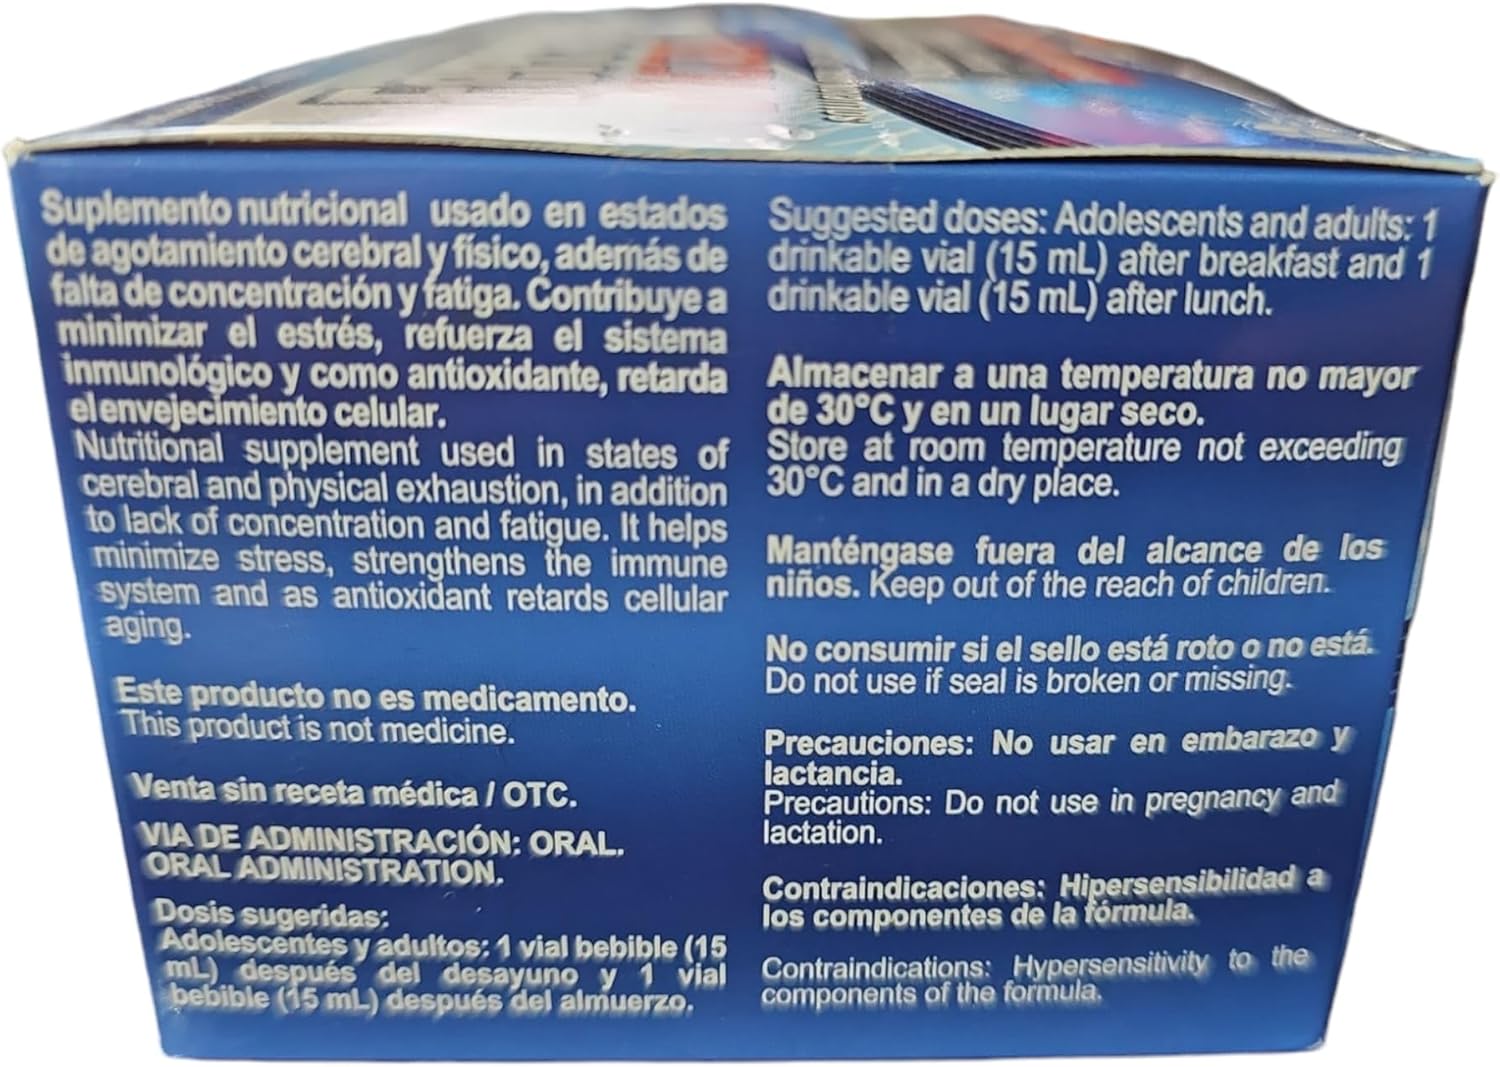 Suplemento nutricional usado en estados
de agotamiento cerebral y físico, además de
falta de concentración y fatiga. Contribuye a
minimizar el estrés, refuerza el sistema
inmunológico y como antioxidante, retarda
el envejecimiento celular.
Nutritional supplement used in states of
cerebral and physical exhaustion, in addition
to lack of concentration and fatigue. It helps
minimize stress, strengthens the immune
system and as antioxidant retards cellular
aging.
Este producto no es medicamento.
This product is not medicine.
Venta sin receta médica / OTC.
VIA DE ADMINISTRACIÓN: ORAL.
ORAL ADMINISTRATION.
Dosis sugeridas:
Adolescentes y adultos: 1 vial bebible (15
mL) después del desayuno y 1 vial
bebible (15 mL) después del almuerzo.
Suggested doses: Adolescents and adults: 1
drinkable vial (15 mL) after breakfast and 1
drinkable vial (15 mL) after lunch.
Almacenar a una temperatura no mayor
de 30°C y en un lugar seco.
Store at room temperature not exceeding
30°C and in a dry place.
Manténgase fuera del alcance de los
niños. Keep out of the reach of children.
No consumir si el sello está roto o no está.
Do not use if seal is broken or missing.
Precauciones: No usar en embarazo y
lactancia.
Precautions: Do not use in pregnancy and
lactation.
Contraindicaciones: Hipersensibilidad a
los componentes de la fórmula.
Contraindications: Hypersensitivity to the
components of the formula.